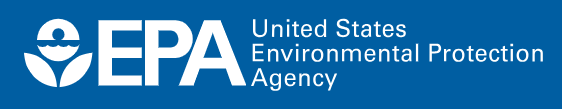 EPA
United States
Environmental Protection
Agency